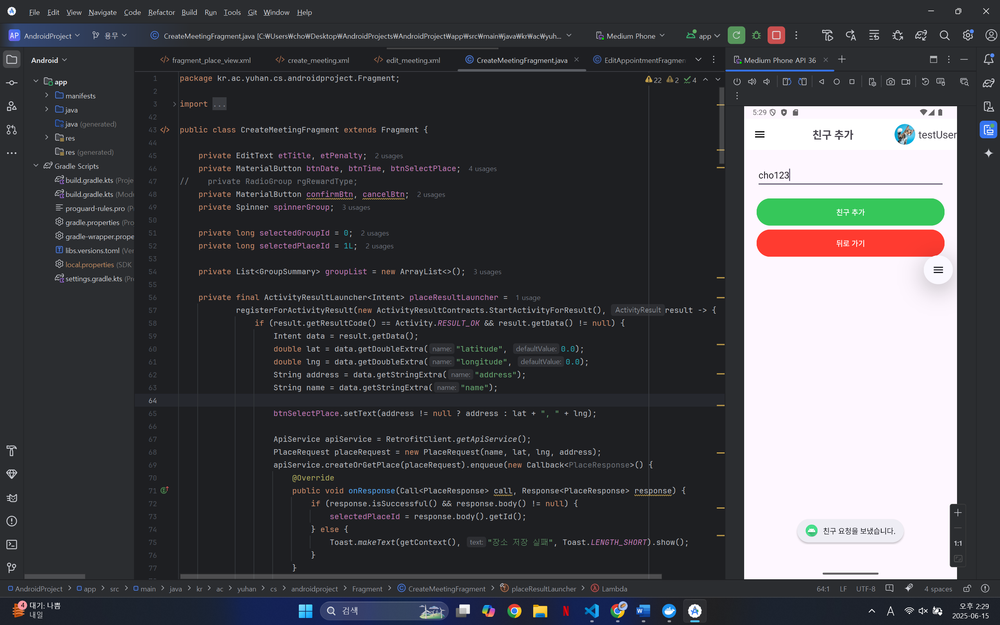 File Edit View Navigate Code Refactor Build Run Tools Git Window Help
AP AndroidProject 용무 CreateMeetingFragment.java [C:₩Users₩cho₩Desktop₩AndroidProjects₩AndroidProject₩app₩src₩main₩java₩kr₩ac₩yuh... Medium Phone app
Android
fragment_place_view.xml create_meeting.xml edit_meeting.xml CreateMeetingFragment.java EditAppointmentFragmen
Medium Phone API 36
app
manifests
java
java (generated)
res
res (generated)
Gradle Scripts
build.gradle.kts (Proje
build.gradle.kts (Modu
proguard-rules.pro (Pr
gradle.properties (Pro
gradle-wrapper.prope
libs.versions.toml (Ver
local.properties (SDK
settings.gradle.kts (Pro
22 2 4
1 package kr.ac.yuhan.cs.androidproject.Fragment;
2
3 import ...
42
43 public class CreateMeetingFragment extends Fragment {
44
45 private EditText etTitle, etPenalty; 2 usages
46 private MaterialButton btnDate, btnTime, btnSelectPlace; 4 usages
47 // private RadioGroup rgRewardType;
48 private MaterialButton confirmBtn, cancelBtn; 2 usages
49 private Spinner spinnerGroup; 3 usages
50
51 private long selectedGroupId = 0; 2 usages
52 private long selectedPlaceId = 1L; 2 usages
53
54 private List<GroupSummary> groupList = new ArrayList<>(); 3 usages
55
56 private final ActivityResultLauncher<Intent> placeResultLauncher = 1 usage
57 registerForActivityResult(new ActivityResultContracts.StartActivityForResult(), ActivityResult result -> {
58 if (result.getResultCode() == Activity.RESULT_OK && result.getData() != null) {
59 Intent data = result.getData();
60 double lat = data.getDoubleExtra( name: "latitude", defaultValue: 0.0);
61 double lng = data.getDoubleExtra( name: "longitude", defaultValue: 0.0);
62 String address = data.getStringExtra( name: "address");
63 String name = data.getStringExtra( name: "name");
64
65 btnSelectPlace.setText(address != null ? address : lat + ", " + lng);
66
67 ApiService apiService = RetrofitClient.getApiService();
68 PlaceRequest placeRequest = new PlaceRequest(name, lat, lng, address);
69 apiService.createOrGetPlace(placeRequest).enqueue(new Callback<PlaceResponse>() {
70 @Override
71 public void onResponse(Call<PlaceResponse> call, Response<PlaceResponse> response) {
72 if (response.isSuccessful() && response.body() != null) {
73 selectedPlaceId = response.body().getId();
74 } else {
75 Toast.makeText(getContext(), text: "장소 저장 실패", Toast.LENGTH_SHORT).show();
76 }
77 }
5:29
친구 추가 testUser
cho123
친구 추가
뒤로 가기
친구 요청을 보냈습니다.
1:1
AndroidProject > app > src > main > java > kr > ac > yuhan > cs > androidproject > Fragment > CreateMeetingFragment > placeResultLauncher > Lambda
64:1 LF UTF-8 4 spaces
4 대기: 나쁨
내일
검색
A
오후 2:29
2025-06-15